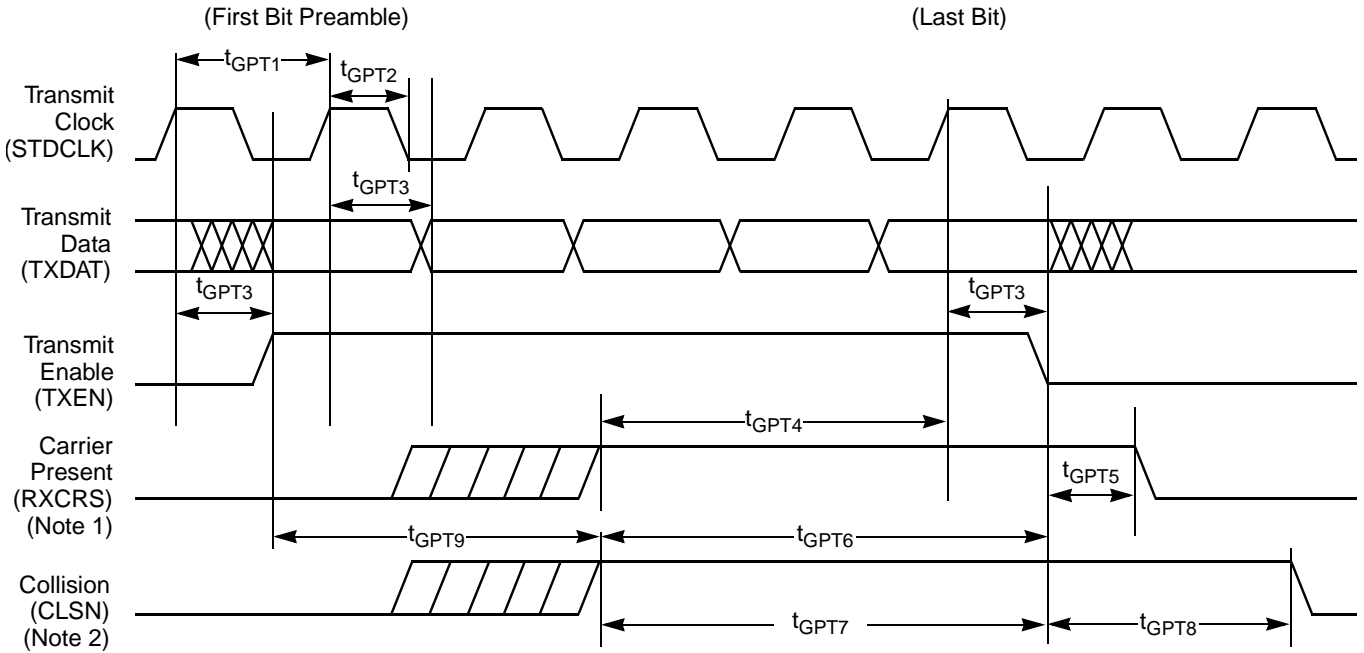 (First Bit Preamble)
(Last Bit)
tGPT1
tGPT2
Transmit
Clock
(STDCLK)
tGPT3
Transmit
Data
(TXDAT)
tGPT3
tGPT3
Transmit
Enable
(TXEN)
tGPT4
Carrier
Present
(RXCRS)
(Note 1)
tGPT5
tGPT9
tGPT6
Collision
(CLSN)
(Note 2)
tGPT7
tGPT8